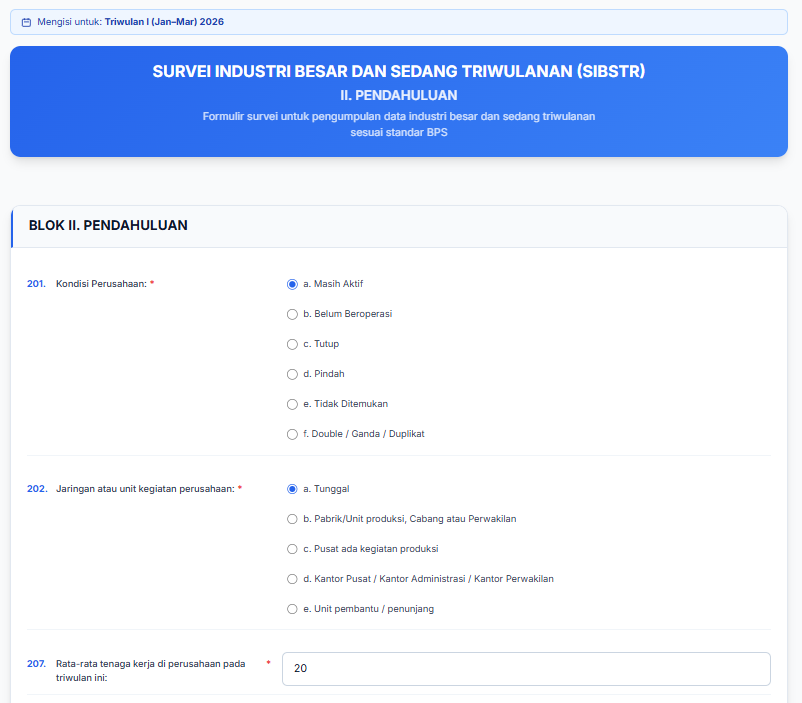 Mengisi untuk: Triwulan I (Jan–Mar) 2026
SURVEI INDUSTRI BESAR DAN SEDANG TRIWULANAN (SIBSTR)
II. PENDAHULUAN
Formulir survei untuk pengumpulan data industri besar dan sedang triwulanan
sesuai standar BPS
BLOK II. PENDAHULUAN
201. Kondisi Perusahaan: * a. Masih Aktif
b. Belum Beroperasi
c. Tutup
d. Pindah
e. Tidak Ditemukan
f. Double / Ganda / Duplikat
202. Jaringan atau unit kegiatan perusahaan: * a. Tunggal
b. Pabrik/Unit produksi, Cabang atau Perwakilan
c. Pusat ada kegiatan produksi
d. Kantor Pusat / Kantor Administrasi / Kantor Perwakilan
e. Unit pembantu / penunjang
207. Rata-rata tenaga kerja di perusahaan pada * 20
triwulan ini: